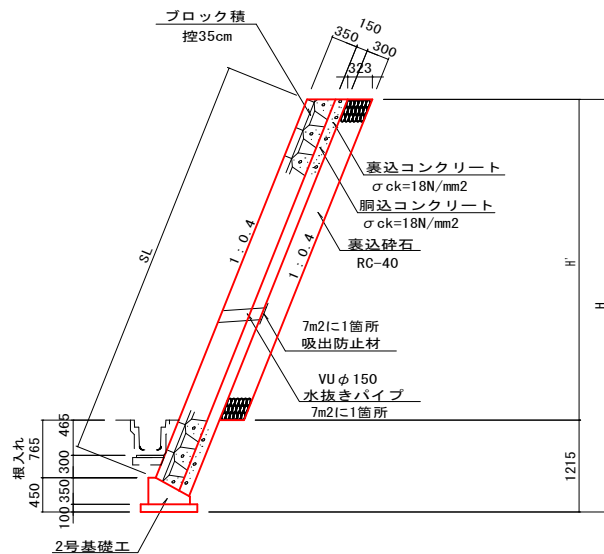 ブロック積
控35cm
350
150
300
323
裏込コンクリート
σck=18N/mm2
胴込コンクリート
σck=18N/mm2
裏込砕石
RC-40
SL
1:0.4
1:0.4
H'
H
7m2に1箇所
吸出防止材
VUφ150
水抜きパイプ
7m2に1箇所
根入れ
765
450
465
300
350
100
1215
2号基礎工